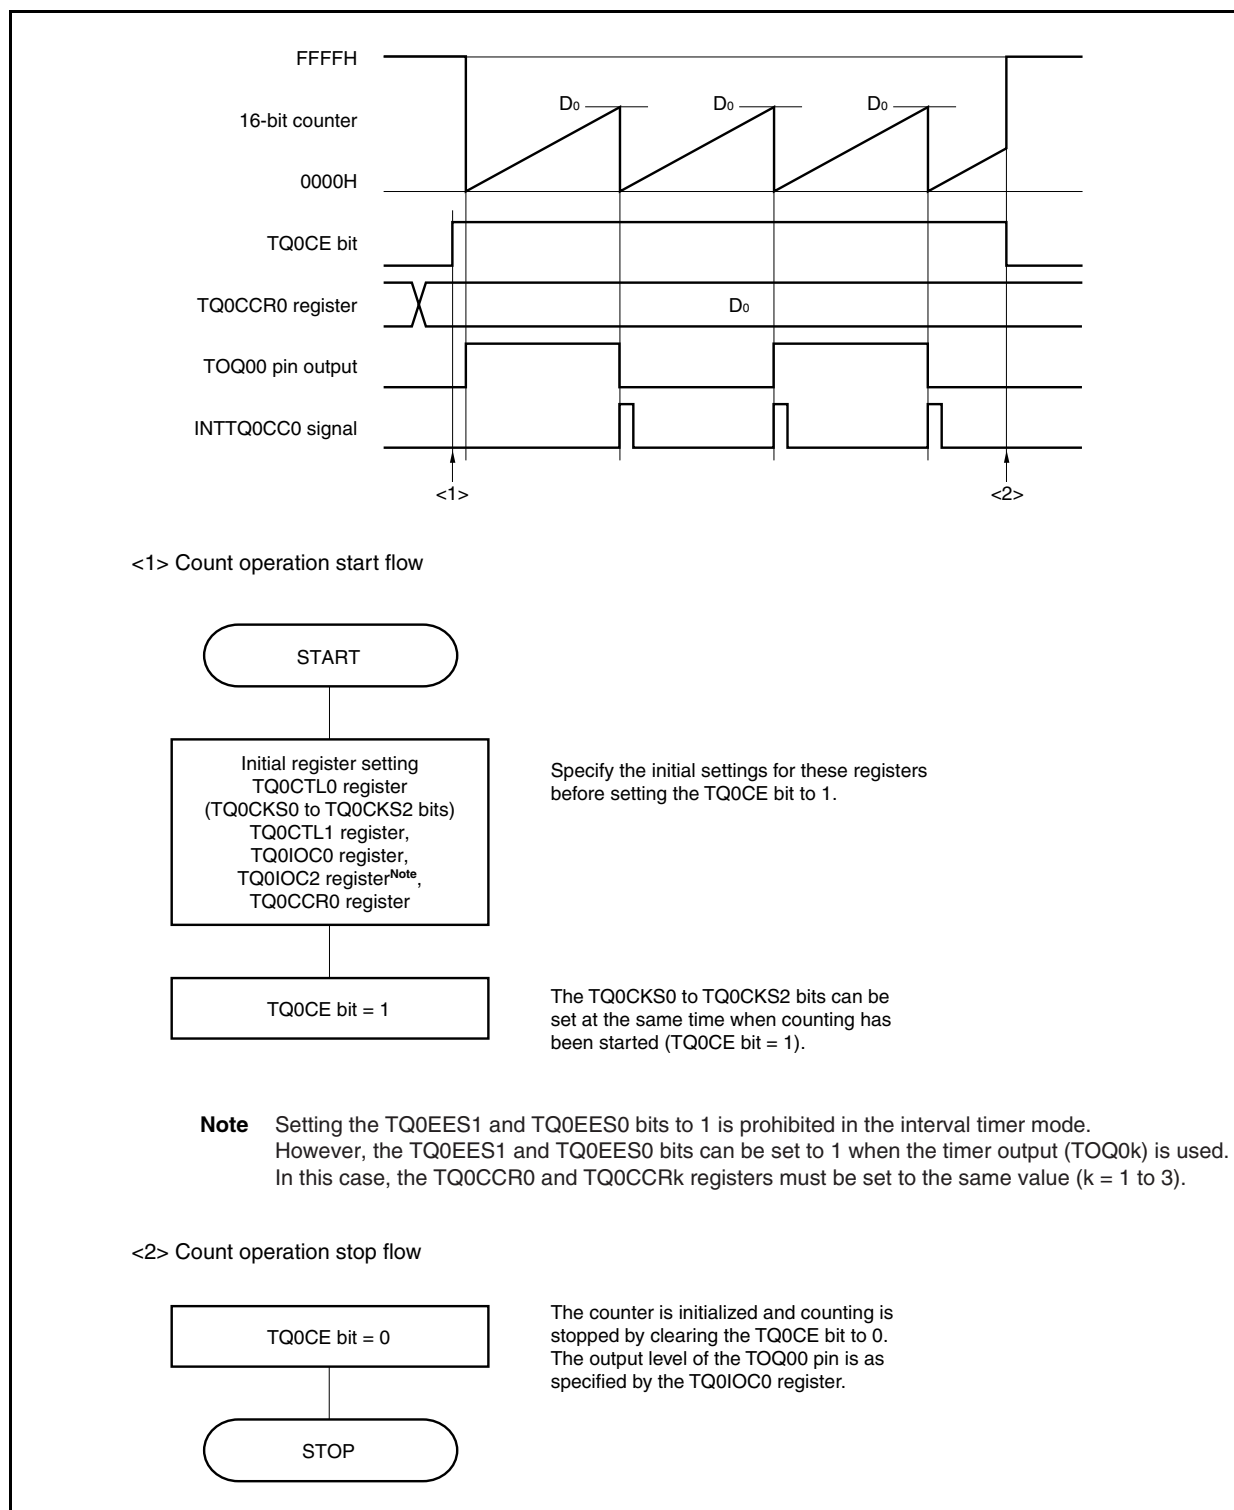 FFFFH
D0
D0
D0
16-bit counter
0000H
TQ0CE bit
TQ0CCR0 register
D0
TOQ00 pin output
INTTQ0CC0 signal
<1>
<2>
<1> Count operation start flow
START
Initial register setting
TQ0CTL0 register
(TQ0CKS0 to TQ0CKS2 bits)
TQ0CTL1 register,
TQ0IOC0 register,
TQ0IOC2 registerNote,
TQ0CCR0 register
Specify the initial settings for these registers
before setting the TQ0CE bit to 1.
TQ0CE bit = 1
The TQ0CKS0 to TQ0CKS2 bits can be
set at the same time when counting has
been started (TQ0CE bit = 1).
Note Setting the TQ0EES1 and TQ0EES0 bits to 1 is prohibited in the interval timer mode.
However, the TQ0EES1 and TQ0EES0 bits can be set to 1 when the timer output (TOQ0k) is used.
In this case, the TQ0CCR0 and TQ0CCRk registers must be set to the same value (k = 1 to 3).
<2> Count operation stop flow
TQ0CE bit = 0
The counter is initialized and counting is
stopped by clearing the TQ0CE bit to 0.
The output level of the TOQ00 pin is as
specified by the TQ0IOC0 register.
STOP